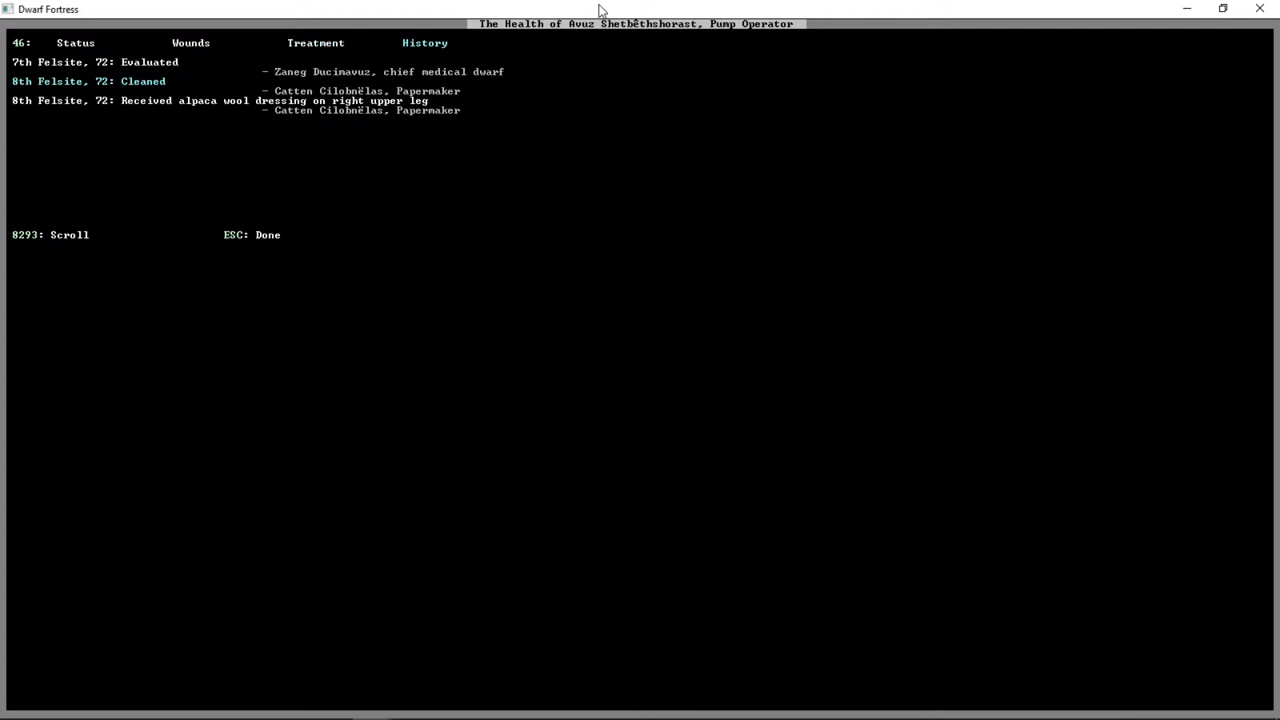 Dwarf Fortress
The Health of Avuz Shetbêthshorast, Pump Operator
46: Status Wounds Treatment History
7th Felsite, 72: Evaluated
- Zaneg Ducimavuz, chief medical dwarf
8th Felsite, 72: Cleaned
- Catten Cilobnëlas, Papermaker
8th Felsite, 72: Received alpaca wool dressing on right upper leg
- Catten Cilobnëlas, Papermaker
8293: Scroll ESC: Done